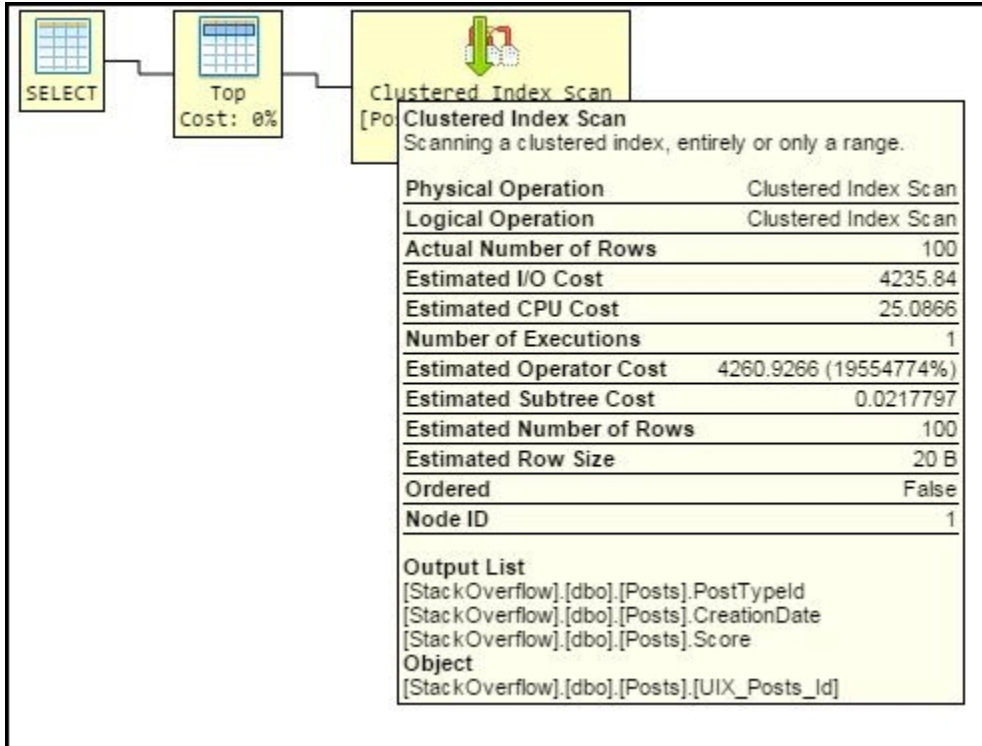 SELECT
Top
Cost: 0%
Clustered Index Scan
[Po
Clustered Index Scan
Scanning a clustered index, entirely or only a range.
Physical Operation Clustered Index Scan
Logical Operation Clustered Index Scan
Actual Number of Rows 100
Estimated I/O Cost 4235.84
Estimated CPU Cost 25.0866
Number of Executions 1
Estimated Operator Cost 4260.9266 (19554774%)
Estimated Subtree Cost 0.0217797
Estimated Number of Rows 100
Estimated Row Size 20 B
Ordered False
Node ID 1
Output List
[StackOverflow].[dbo].[Posts].PostTypeId
[StackOverflow].[dbo].[Posts].CreationDate
[StackOverflow].[dbo].[Posts].Score
Object
[StackOverflow].[dbo].[Posts].[UIX_Posts_Id]